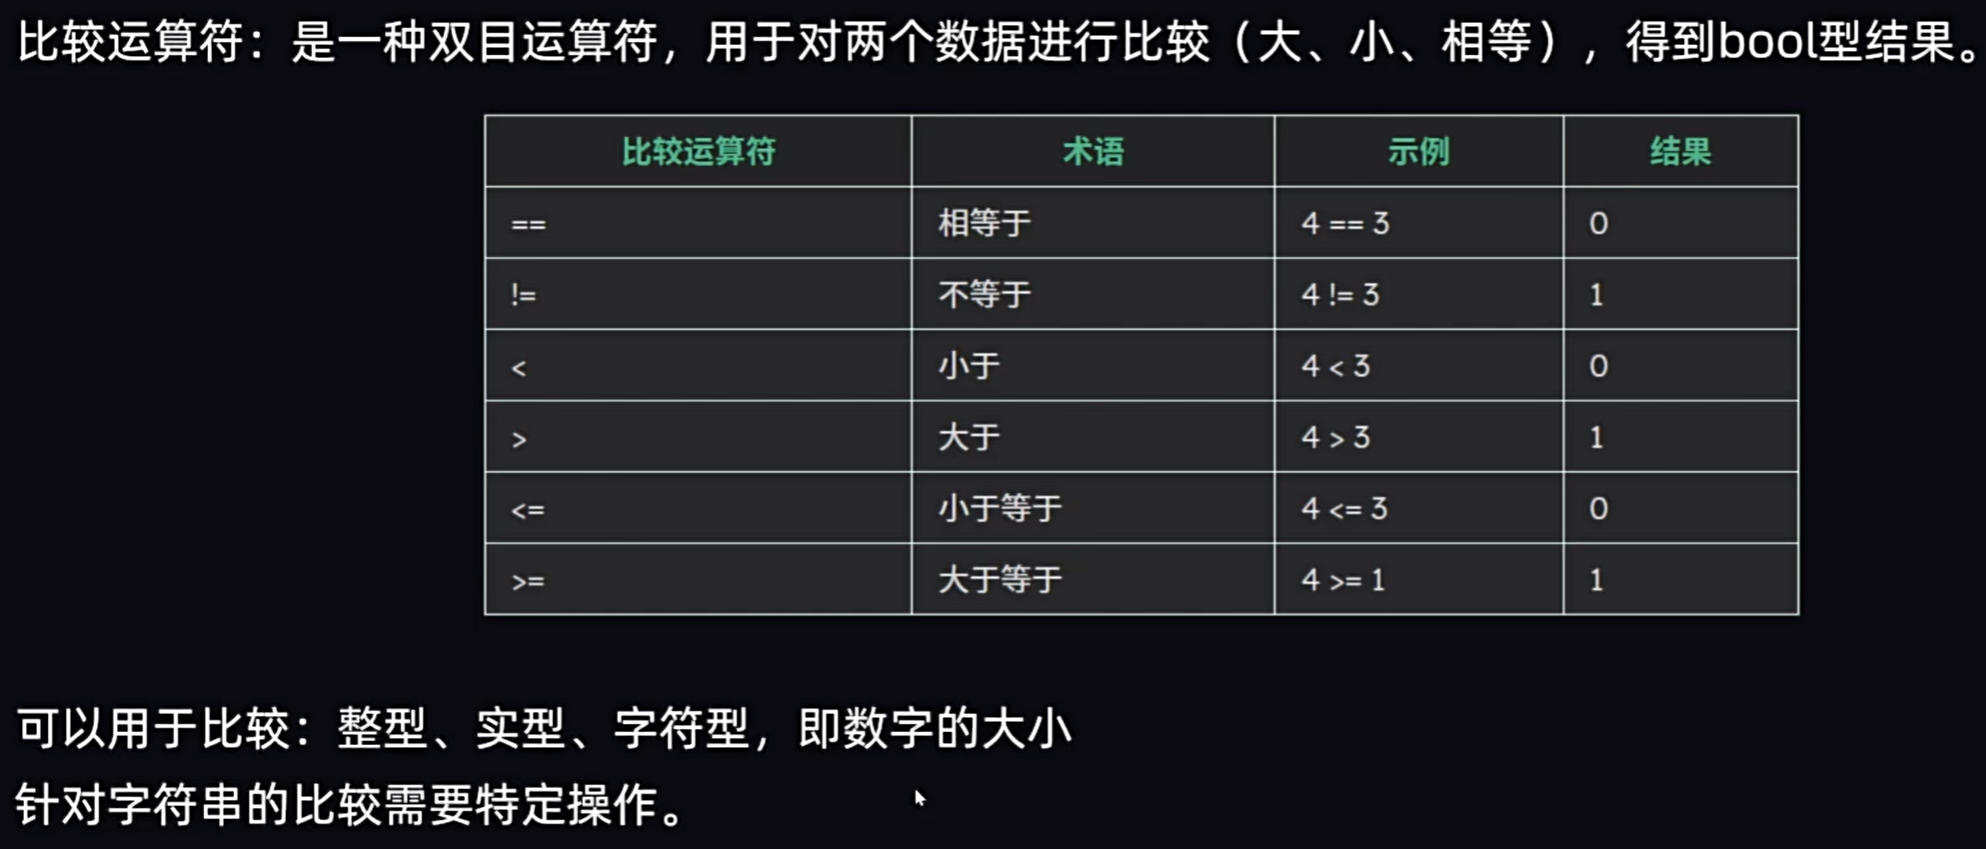 比较运算符：是一种双目运算符，用于对两个数据进行比较（大、小、相等），得到bool型结果。
比较运算符 术语 示例 结果
== 相等于 4 == 3 0
!= 不等于 4 != 3 1
< 小于 4 < 3 0
> 大于 4 > 3 1
<= 小于等于 4 <= 3 0
>= 大于等于 4 >= 1 1
可以用于比较：整型、实型、字符型，即数字的大小
针对字符串的比较需要特定操作。